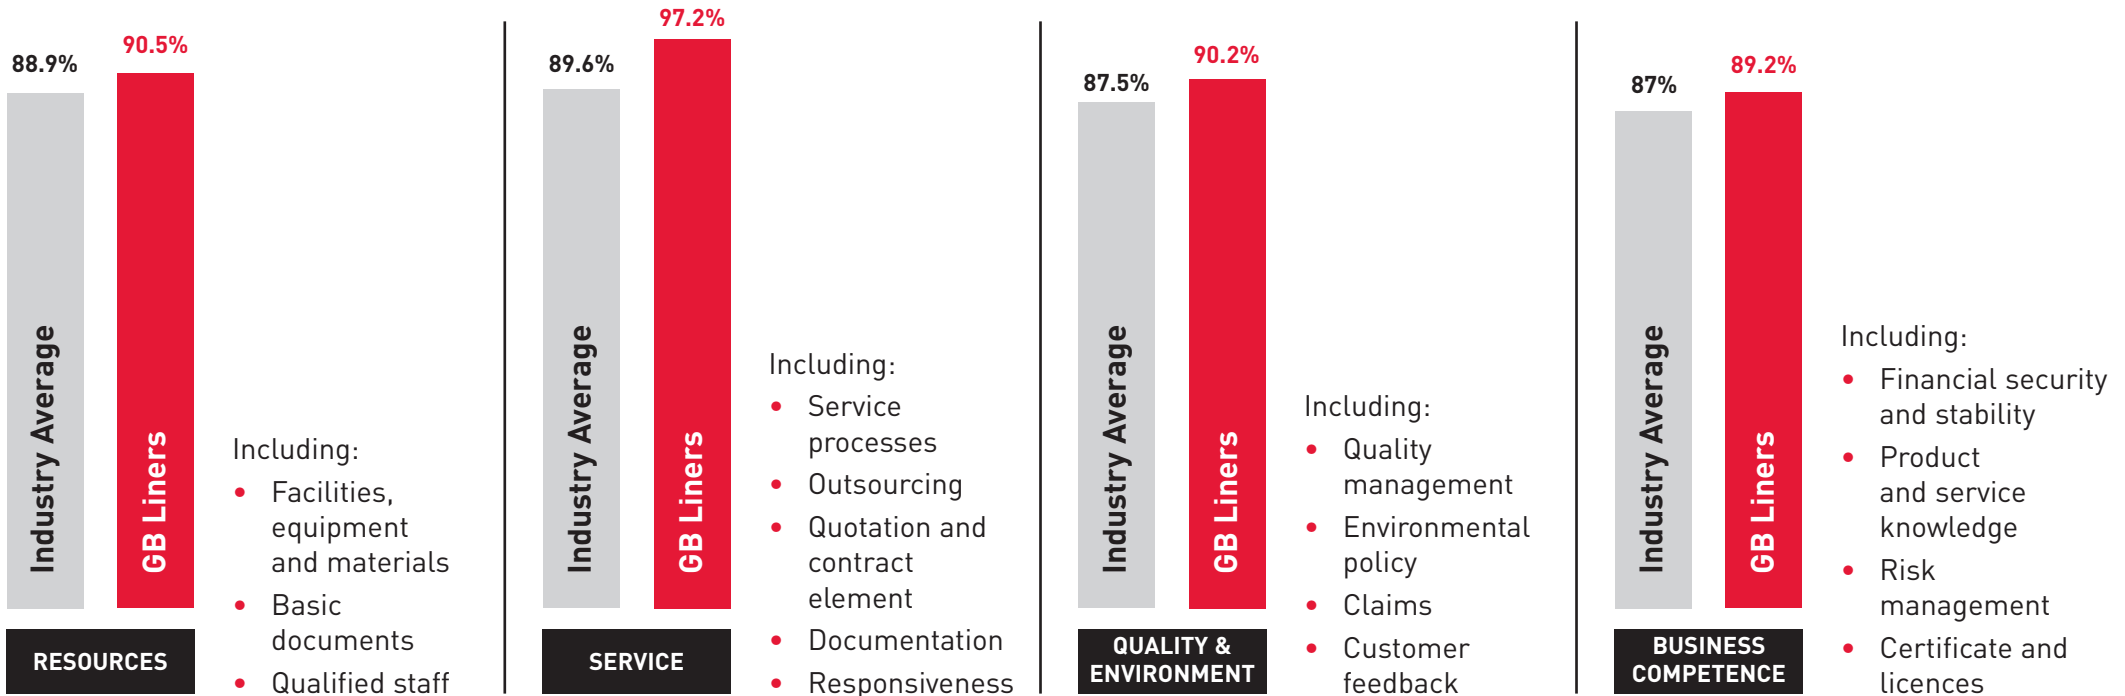 88.9%
90.5%
Industry Average
GB Liners
RESOURCES
Including:
• Facilities,
equipment
and materials
• Basic
documents
• Qualified staff
89.6%
97.2%
Industry Average
GB Liners
SERVICE
Including:
• Service
processes
• Outsourcing
• Quotation and
contract
element
• Documentation
• Responsiveness
87.5%
90.2%
Industry Average
GB Liners
QUALITY &
ENVIRONMENT
Including:
• Quality
management
• Environmental
policy
• Claims
• Customer
feedback
87%
89.2%
Industry Average
GB Liners
BUSINESS
COMPETENCE
Including:
• Financial security
and stability
• Product
and service
knowledge
• Risk
management
• Certificate and
licences